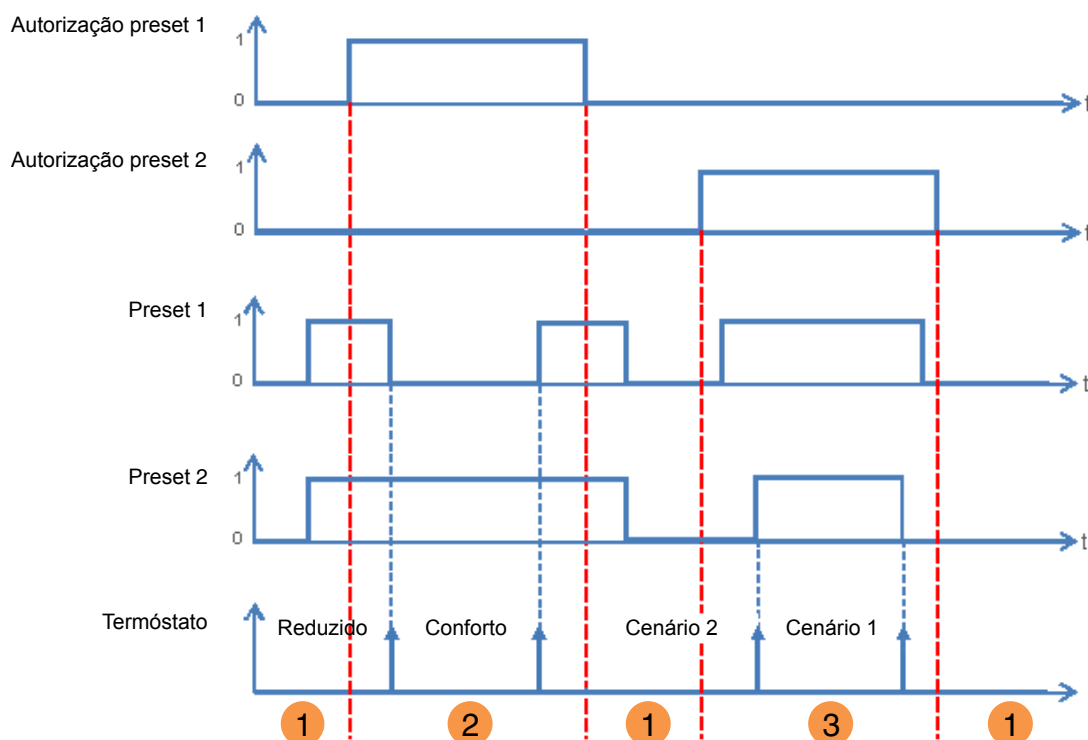 Autorização preset 1
1
0
t
Autorização preset 2
1
0
t
Preset 1
1
0
t
Preset 2
1
0
t
Termóstato
Reduzido
Conforto
Cenário 2
Cenário 1
1
2
1
3
1